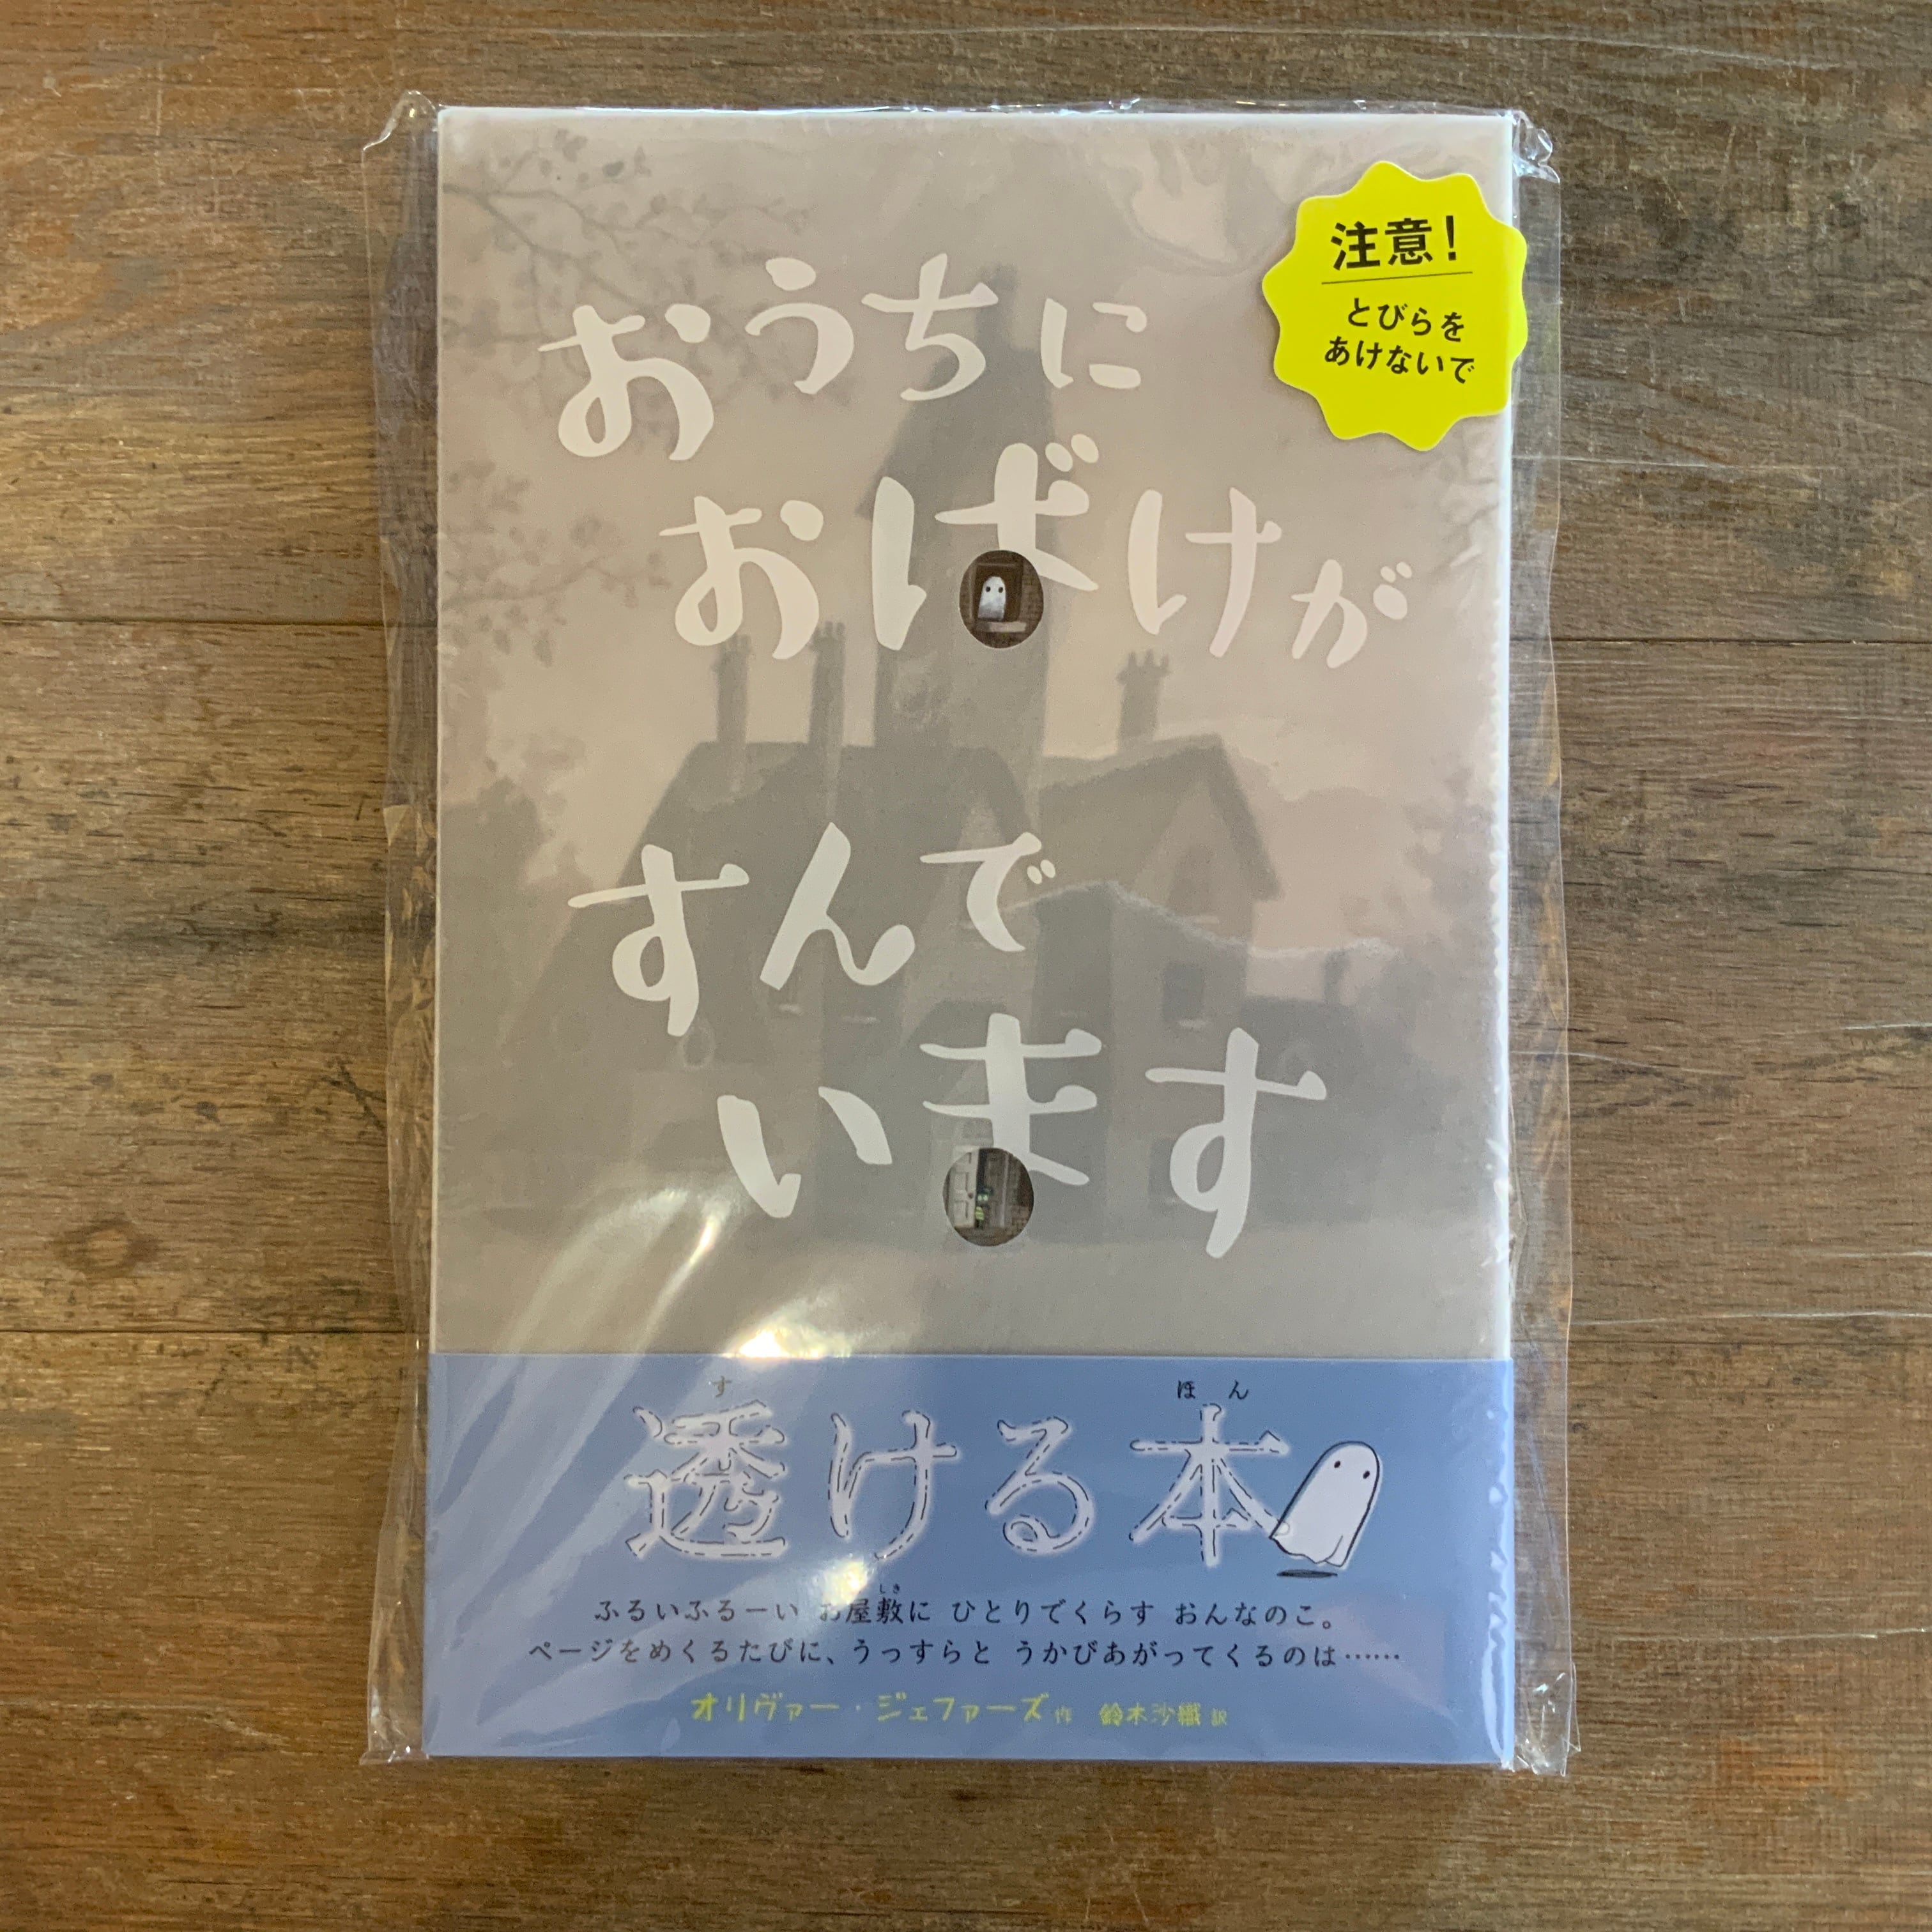 注意！
とびらを
あけないで
おうちに
おばけが
すんで
います
す ほん
透ける本
しき
ふるいふるーい お屋敷に ひとりでくらす おんなのこ。
ページをめくるたびに、うっすらと うかびあがってくるのは……
オリヴァー・ジェファーズ 作 鈴木沙織 訳